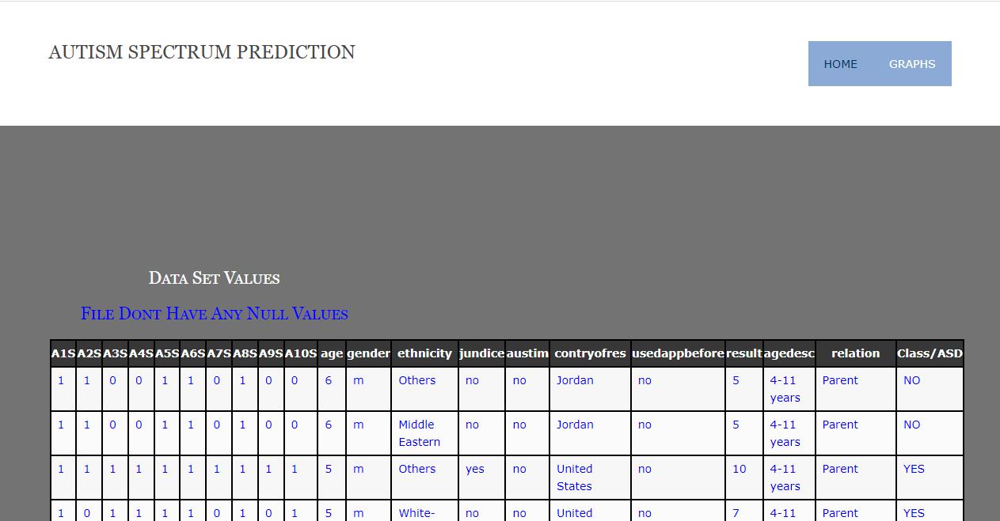 AUTISM SPECTRUM PREDICTION
HOME GRAPHS
Data Set Values
File Dont Have Any Null Values
A1S A2S A3S A4S A5S A6S A7S A8S A9S A10S age gender ethnicity jundice austim contryofres usedappbefore result agedesc relation Class/ASD
1 1 0 0 1 1 0 1 0 0 6 m Others no no Jordan no 5 4-11 Parent NO
years
1 1 0 0 1 1 0 1 0 0 6 m Middle no no Jordan no 5 4-11 Parent NO
Eastern years
1 1 1 1 1 1 1 1 1 1 5 m Others yes no United no 10 4-11 Parent YES
States years
1 0 1 1 1 1 0 1 0 1 5 m White- no no United no 7 4-11 Parent YES